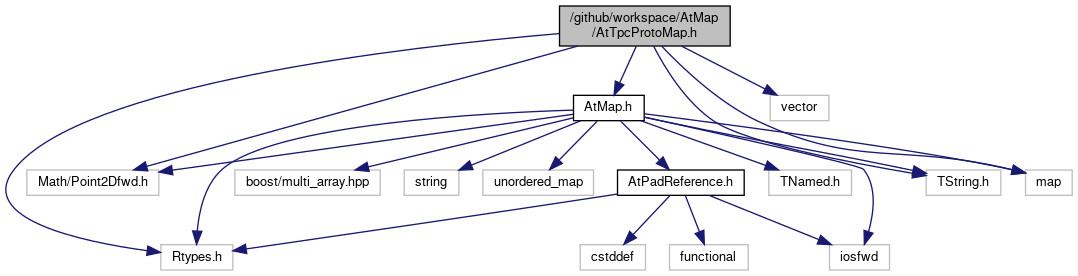 /github/workspace/AtMap
/AtTpcProtoMap.h
AtMap.h
vector
Math/Point2Dfwd.h
boost/multi_array.hpp
string
unordered_map
AtPadReference.h
TNamed.h
TString.h
map
Rtypes.h
cstddef
functional
iosfwd